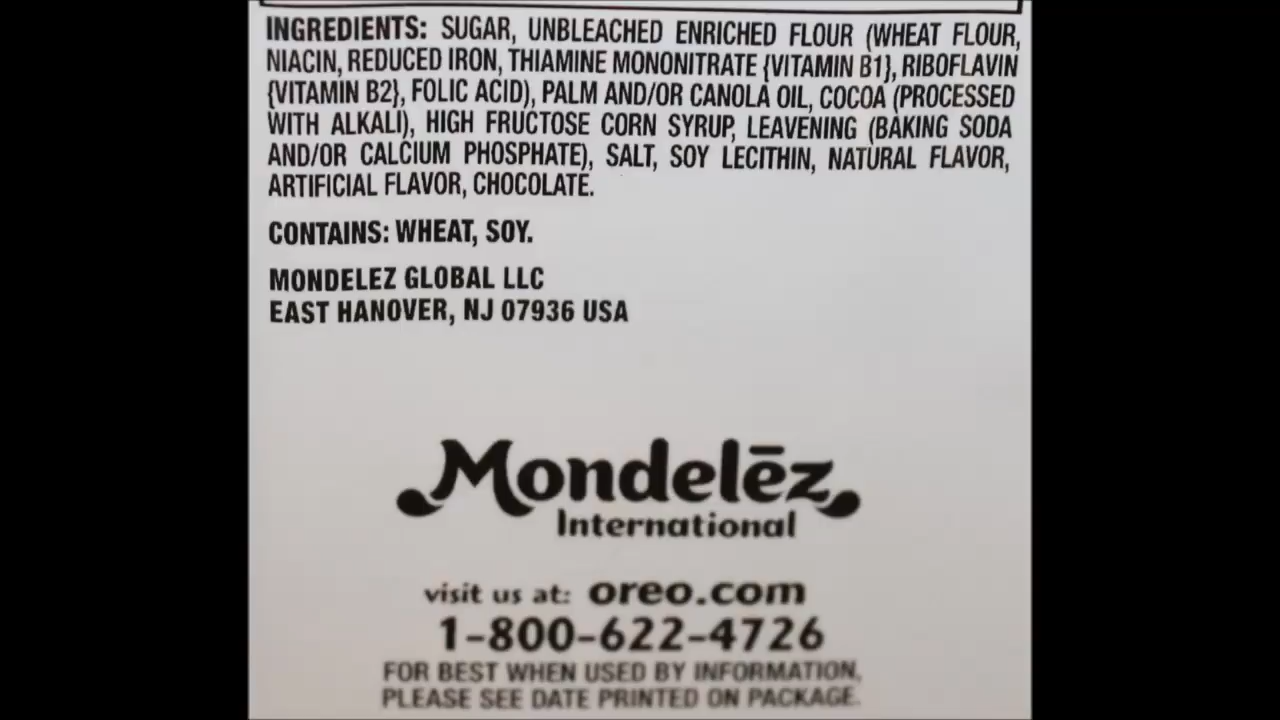 INGREDIENTS: SUGAR, UNBLEACHED ENRICHED FLOUR (WHEAT FLOUR,
NIACIN, REDUCED IRON, THIAMINE MONONITRATE {VITAMIN B1}, RIBOFLAVIN
{VITAMIN B2}, FOLIC ACID), PALM AND/OR CANOLA OIL, COCOA (PROCESSED
WITH ALKALI), HIGH FRUCTOSE CORN SYRUP, LEAVENING (BAKING SODA
AND/OR CALCIUM PHOSPHATE), SALT, SOY LECITHIN, NATURAL FLAVOR,
ARTIFICIAL FLAVOR, CHOCOLATE.
CONTAINS: WHEAT, SOY.
MONDELEZ GLOBAL LLC
EAST HANOVER, NJ 07936 USA
Mondelēz
International
visit us at: oreo.com
1-800-622-4726
FOR BEST WHEN USED BY INFORMATION,
PLEASE SEE DATE PRINTED ON PACKAGE.